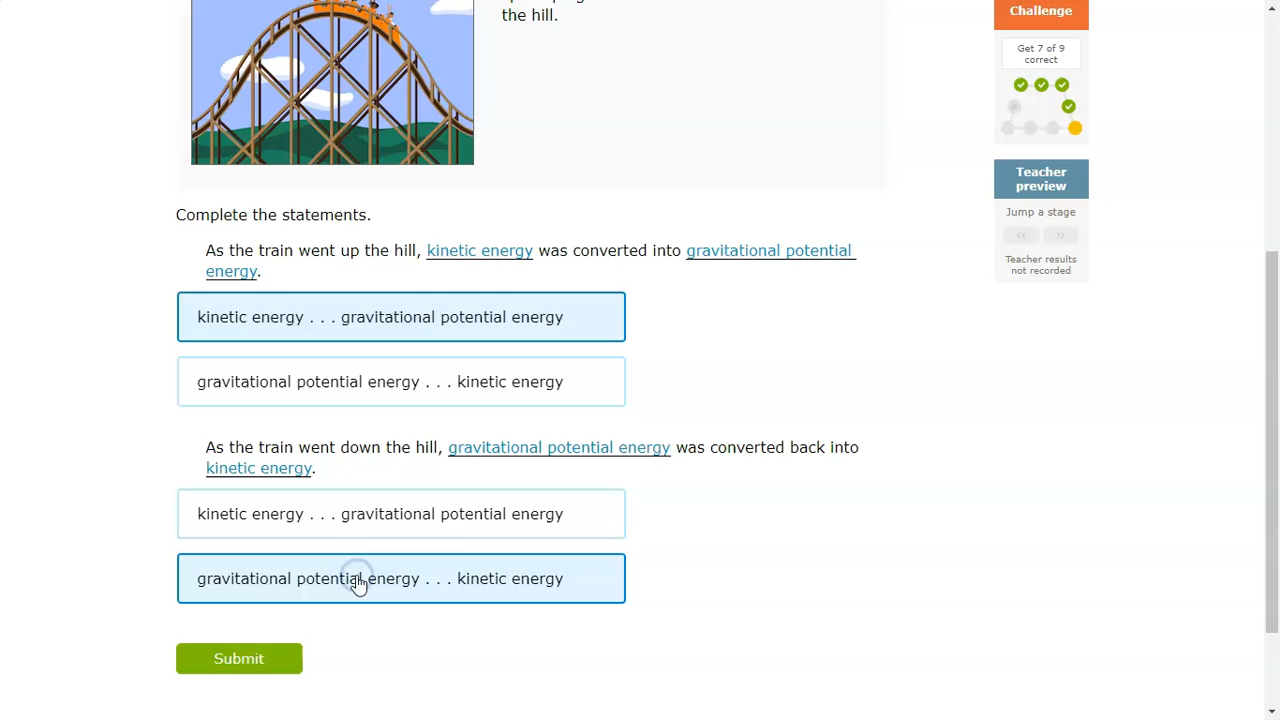 the hill.
Challenge
Get 7 of 9
correct
Teacher
preview
Jump a stage
<<
>>
Teacher results
not recorded
Complete the statements.
As the train went up the hill, kinetic energy was converted into gravitational potential
energy.
kinetic energy . . . gravitational potential energy
gravitational potential energy . . . kinetic energy
As the train went down the hill, gravitational potential energy was converted back into
kinetic energy.
kinetic energy . . . gravitational potential energy
gravitational potential energy . . . kinetic energy
Submit